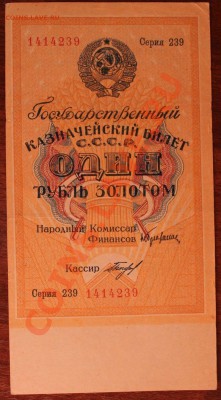 1414239 Серия 239
Государственный
КАЗНАЧЕЙСКИЙ БИЛЕТ
С.С.С.Р.
ОДИН
РУБЛЬ ЗОЛОТОМ
Народный Комиссар
Финансов
Кассир
Серия 239 1414239